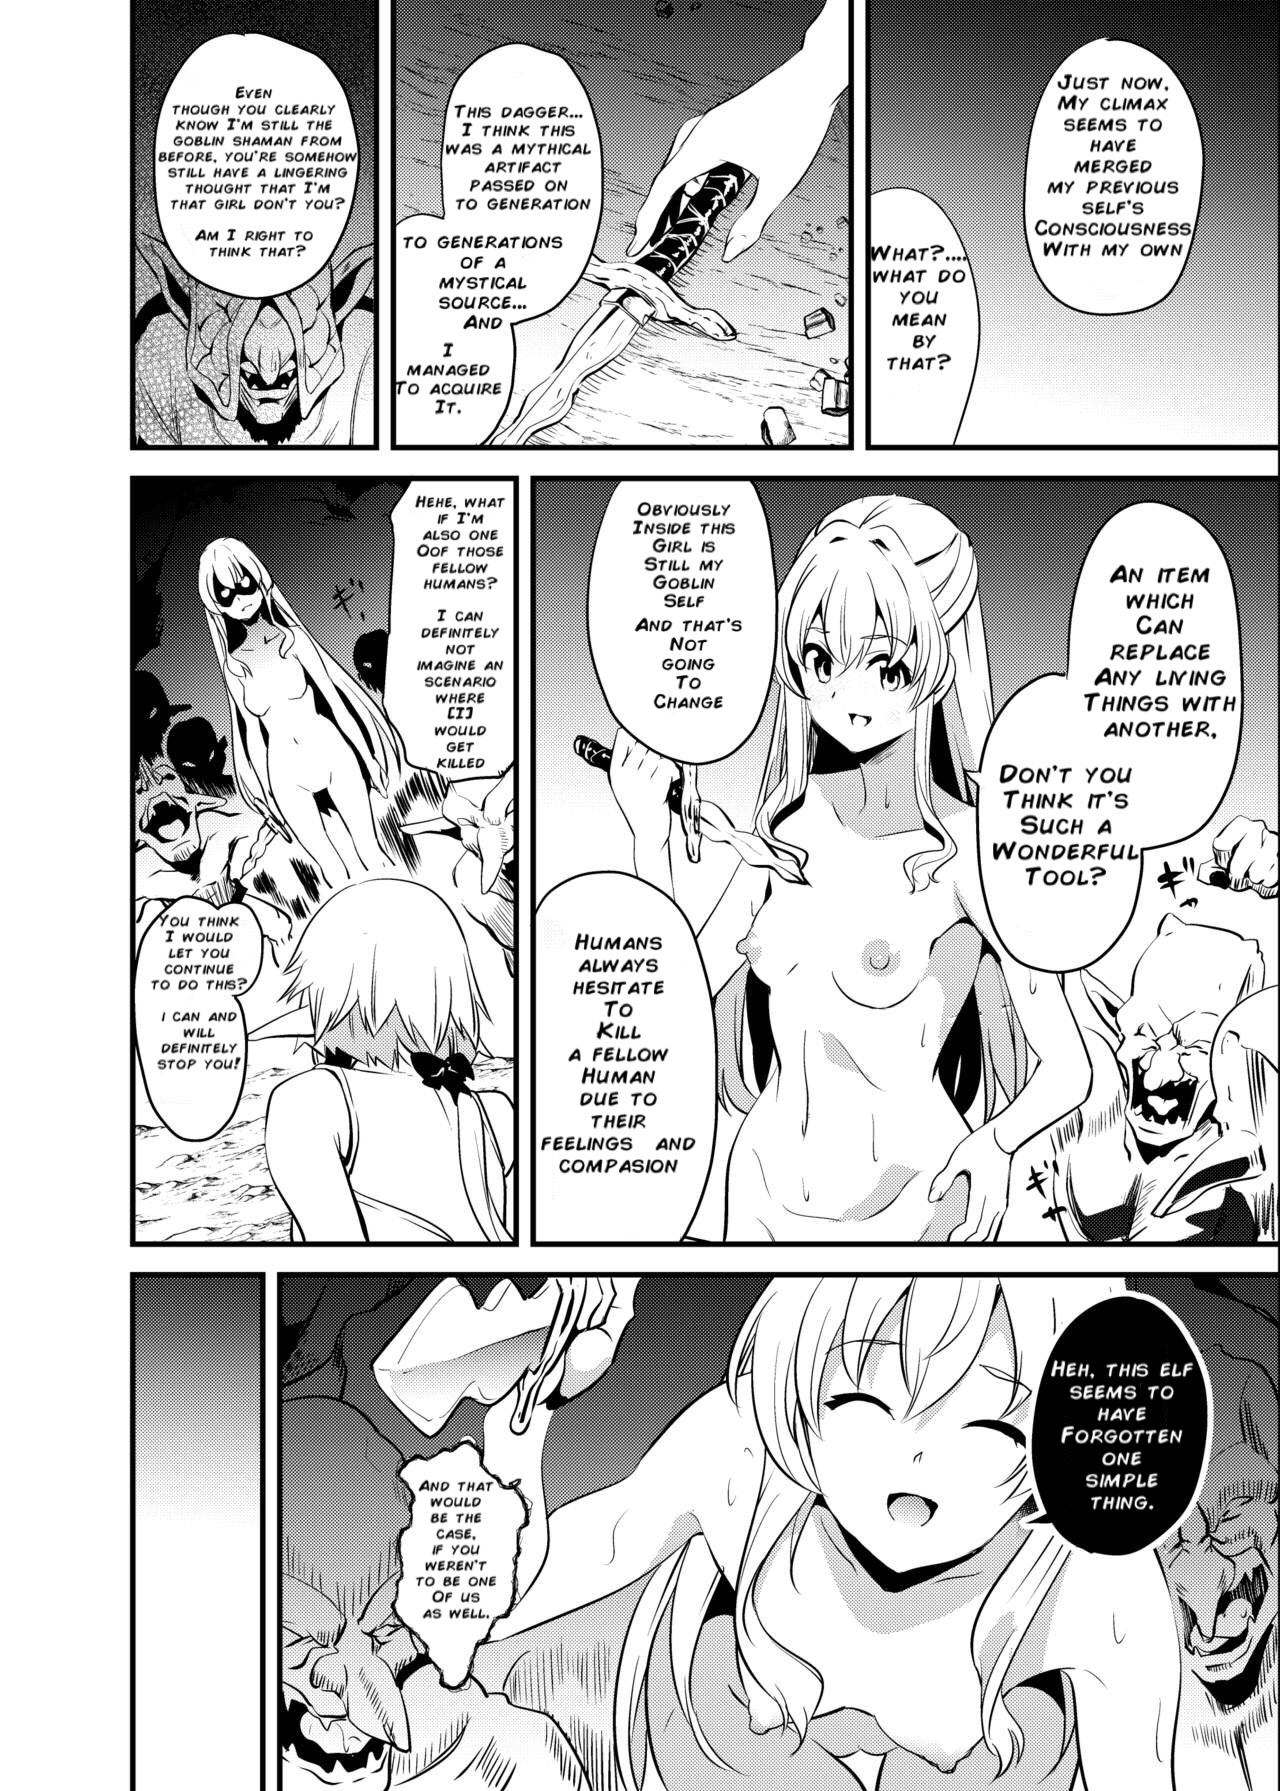 JUST NOW,
MY CLIMAX
SEEMS TO
HAVE
MERGED
MY PREVIOUS
SELF'S
CONSCIOUSNESS
WITH MY OWN
WHAT?....
WHAT DO
YOU
MEAN
BY
THAT?
THIS DAGGER...
I THINK THIS
WAS A MYTHICAL
ARTIFACT
PASSED ON
TO GENERATION
TO GENERATIONS
OF A
MYSTICAL
SOURCE...
AND
I
MANAGED
TO ACQUIRE
IT.
EVEN
THOUGH YOU CLEARLY
KNOW I'M STILL THE
GOBLIN SHAMAN FROM
BEFORE, YOU'RE SOMEHOW
STILL HAVE A LINGERING
THOUGHT THAT I'M
THAT GIRL DON'T YOU?
AM I RIGHT TO
THINK THAT?
AN ITEM
WHICH
CAN
REPLACE
ANY LIVING
THINGS WITH
ANOTHER,
DON'T YOU
THINK IT'S
SUCH A
WONDERFUL
TOOL?
ギギ
ギギ
OBVIOUSLY
INSIDE THIS
GIRL IS
STILL MY
GOBLIN
SELF
AND THAT'S
NOT
GOING
TO
CHANGE
HUMANS
ALWAYS
HESITATE
TO
KILL
A FELLOW
HUMAN
DUE TO
THEIR
FEELINGS AND
COMPASION
HEHE, WHAT
IF I'M
ALSO ONE
OOF THOSE
FELLOW
HUMANS?
I CAN
DEFINITELY
NOT
IMAGINE AN
SCENARIO
WHERE
[I]
WOULD
GET
KILLED
ギ!
YOU THINK
I WOULD
LET YOU
CONTINUE
TO DO THIS?
I CAN AND
WILL
DEFINITELY
STOP YOU!
HEH, THIS ELF
SEEMS TO
HAVE
FORGOTTEN
ONE
SIMPLE
THING.
AND THAT
WOULD
BE THE
CASE,
IF YOU
WEREN'T
TO BE ONE
OF US
AS WELL.